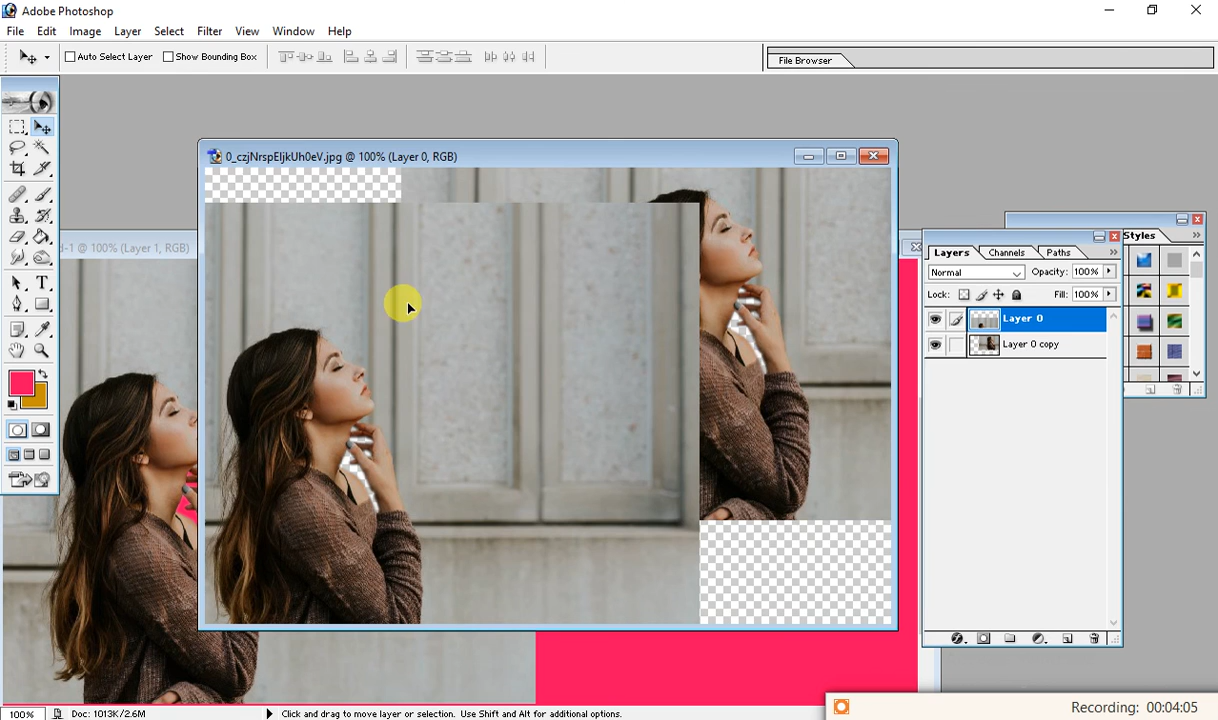 Adobe Photoshop
File Edit Image Layer Select Filter View Window Help
Auto Select Layer Show Bounding Box
File Browser
0_czjNrspEljkUh0eV.jpg @ 100% (Layer 0, RGB)
d-1 @ 100% (Layer 1, RGB)
Styles
Layers Channels Paths
Normal Opacity: 100%
Lock: Fill: 100%
Layer 0
Layer 0 copy
T
100% Doc: 1013K/2.6M Click and drag to move layer or selection. Use Shift and Alt for additional options.
Recording: 00:04:05